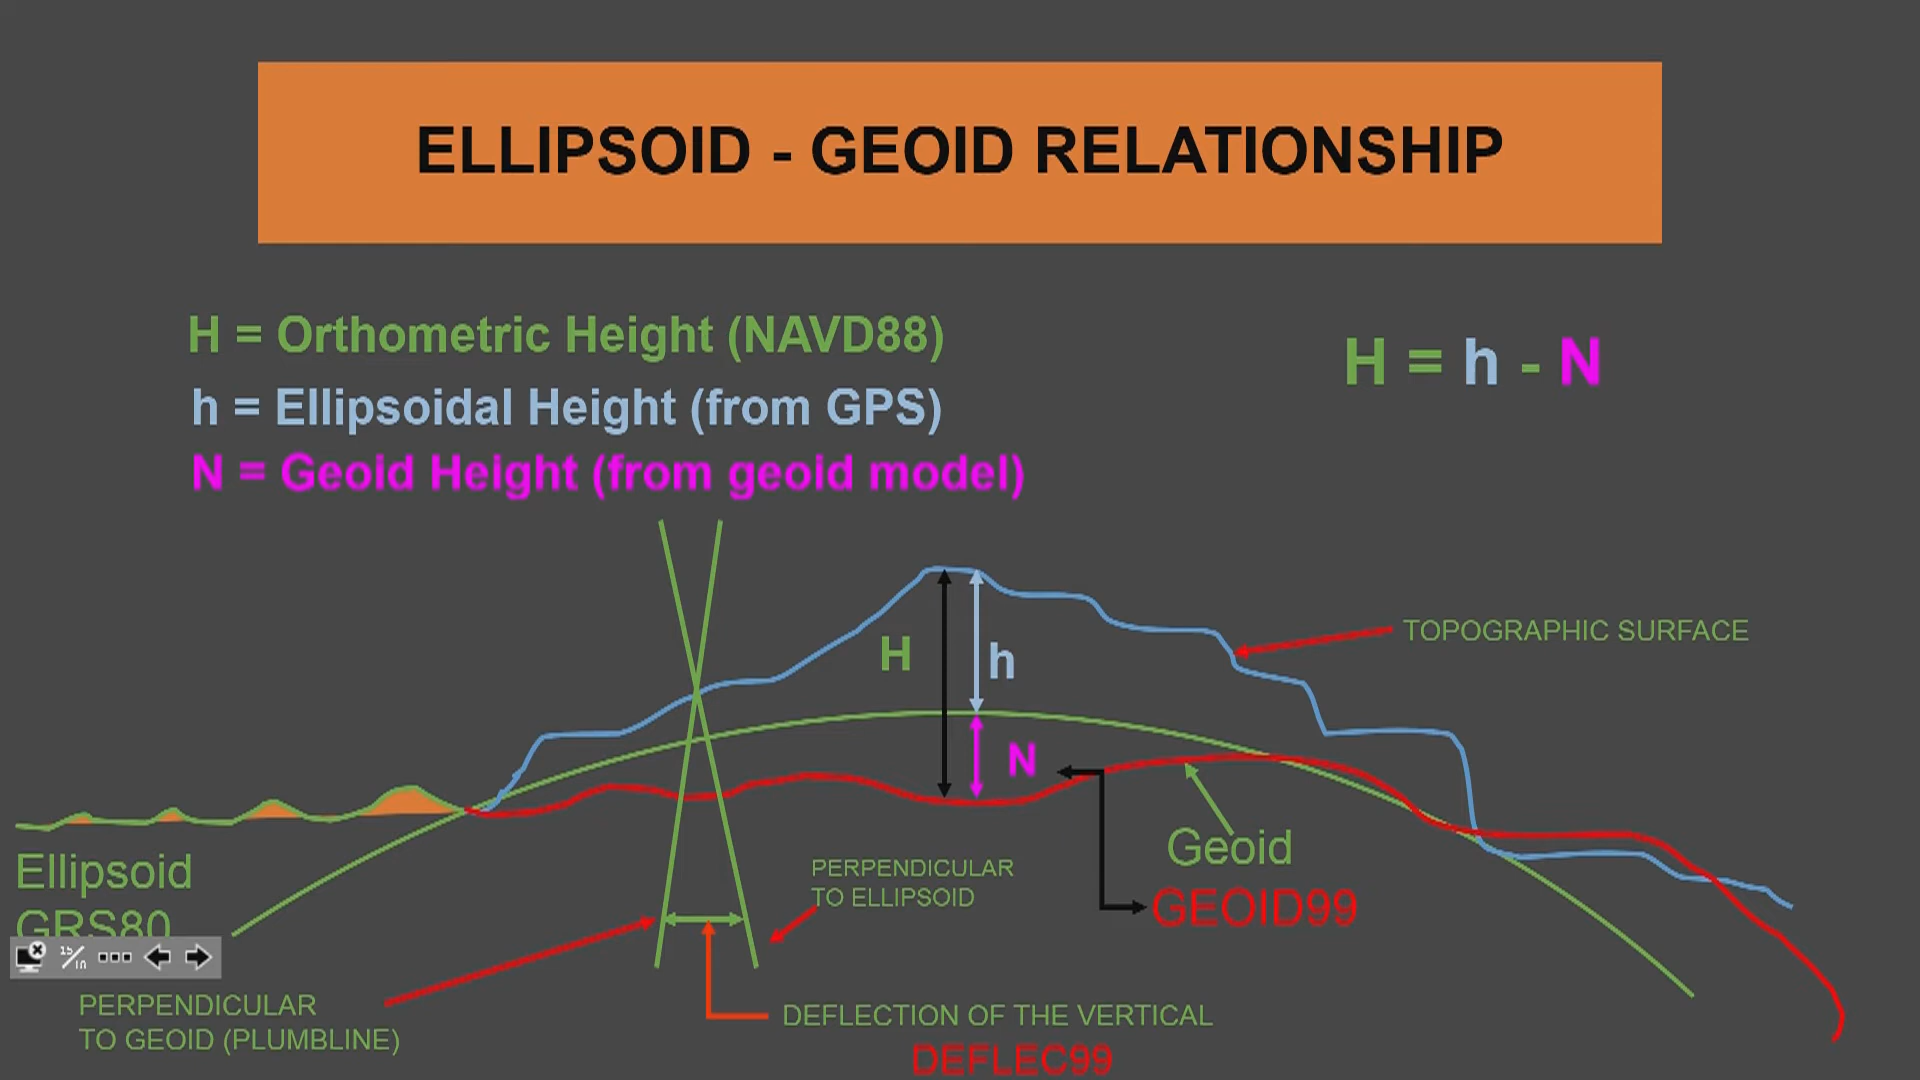 ELLIPSOID - GEOID RELATIONSHIP
H = Orthometric Height (NAVD88)
h = Ellipsoidal Height (from GPS)
N = Geoid Height (from geoid model)
H = h - N
TOPOGRAPHIC SURFACE
H
h
N
Geoid
GEOID99
Ellipsoid
GRS80
PERPENDICULAR
TO ELLIPSOID
PERPENDICULAR
TO GEOID (PLUMBLINE)
DEFLECTION OF THE VERTICAL
DEFLEC99